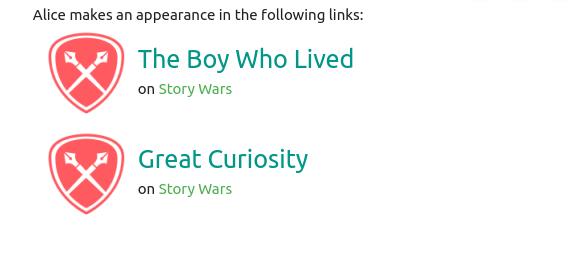 Alice makes an appearance in the following links:
The Boy Who Lived
on Story Wars
Great Curiosity
on Story Wars